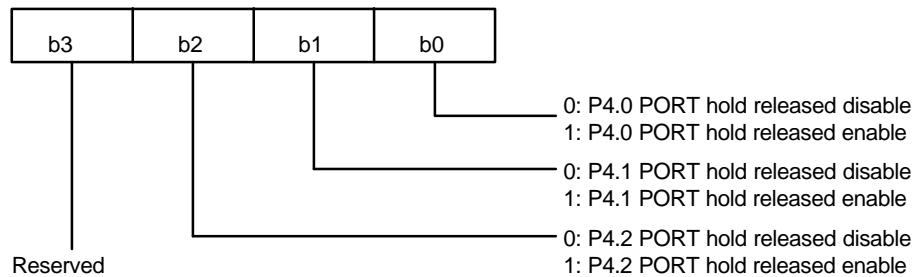 b3 b2 b1 b0
0: P4.0 PORT hold released disable
1: P4.0 PORT hold released enable
0: P4.1 PORT hold released disable
1: P4.1 PORT hold released enable
0: P4.2 PORT hold released disable
Reserved 1: P4.2 PORT hold released enable